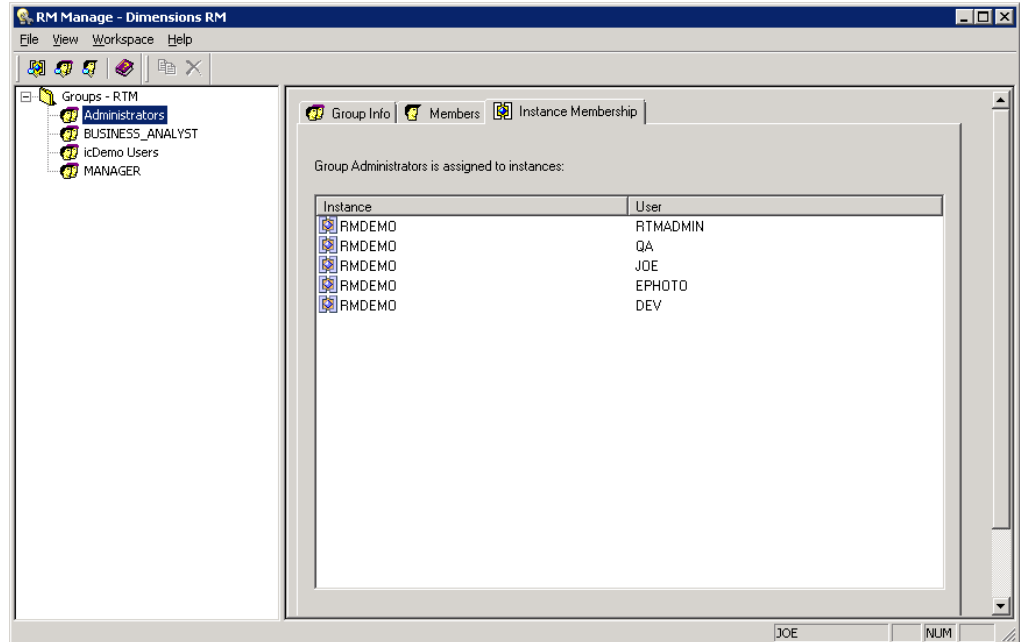 RM Manage - Dimensions RM
File View Workspace Help
Groups - RTM
Administrators
BUSINESS_ANALYST
icDemo Users
MANAGER
Group Info Members Instance Membership
Group Administrators is assigned to instances:
Instance User
RMDEMO RTMADMIN
RMDEMO QA
RMDEMO JOE
RMDEMO EPHOTO
RMDEMO DEV
JOE NUM